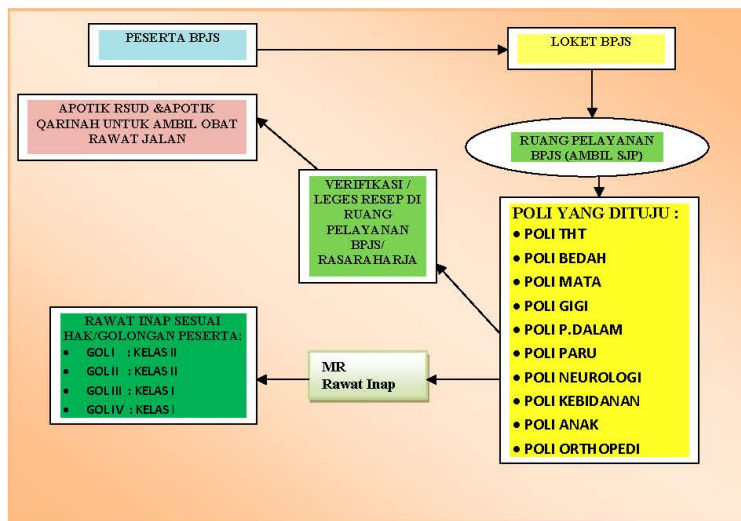 PESERTA BPJS
LOKET BPJS
APOTIK RSUD &APOTIK
QARINAH UNTUK AMBIL OBAT
RAWAT JALAN
RUANG PELAYANAN
BPJS (AMBIL SJP)
VERIFIKASI /
LEGES RESEP DI
RUANG
PELAYANAN
BPJS/
RASARAHARJA
POLI YANG DITUJU :
• POLI THT
• POLI BEDAH
• POLI MATA
• POLI GIGI
• POLI P.DALAM
• POLI PARU
• POLI NEUROLOGI
• POLI KEBIDANAN
• POLI ANAK
• POLI ORTHOPEDI
RAWAT INAP SESUAI
HAK/GOLONGAN PESERTA:
• GOL I : KELAS II
• GOL II : KELAS II
• GOL III : KELAS I
• GOL IV : KELAS I
MR
Rawat Inap